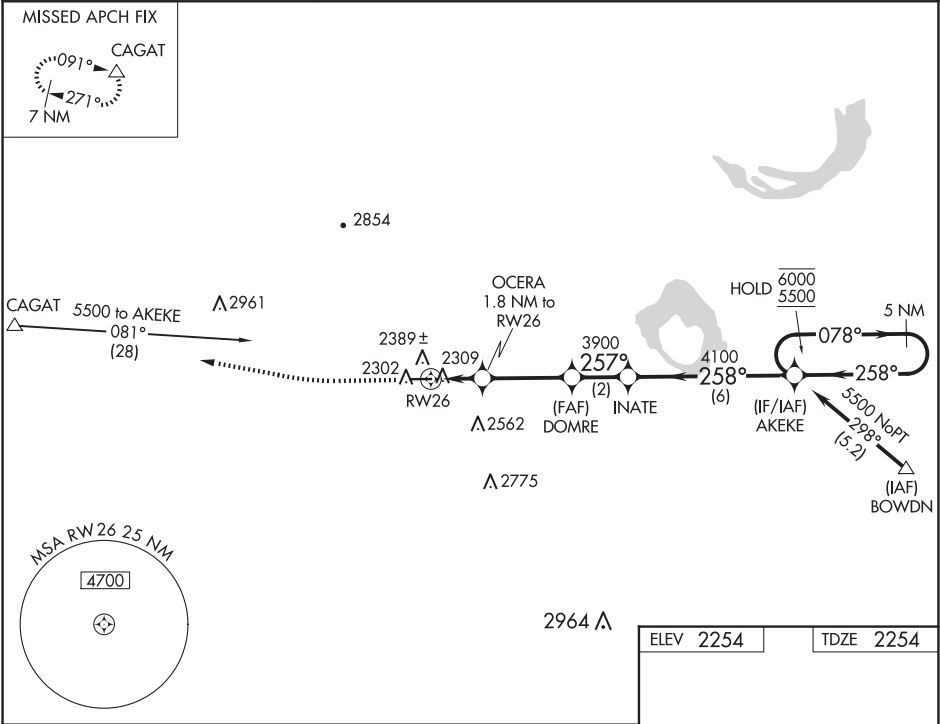 MISSED APCH FIX
CAGAT
091°
271°
7 NM
2854
CAGAT
5500 to AKEKE
081°
(28)
2961
2389 ±
2302
2309
RW26
OCERA
1.8 NM to
RW26
2562
2775
3900
257°
(2)
(FAF)
DOMRE
INATE
4100
258°
(6)
HOLD
6000
5500
5 NM
078°
258°
(IF/IAF)
AKEKE
5500 NoPT
298°
(5.2)
(IAF)
BOWDN
MSA RW26 25 NM
4700
2964
ELEV 2254
TDZE 2254